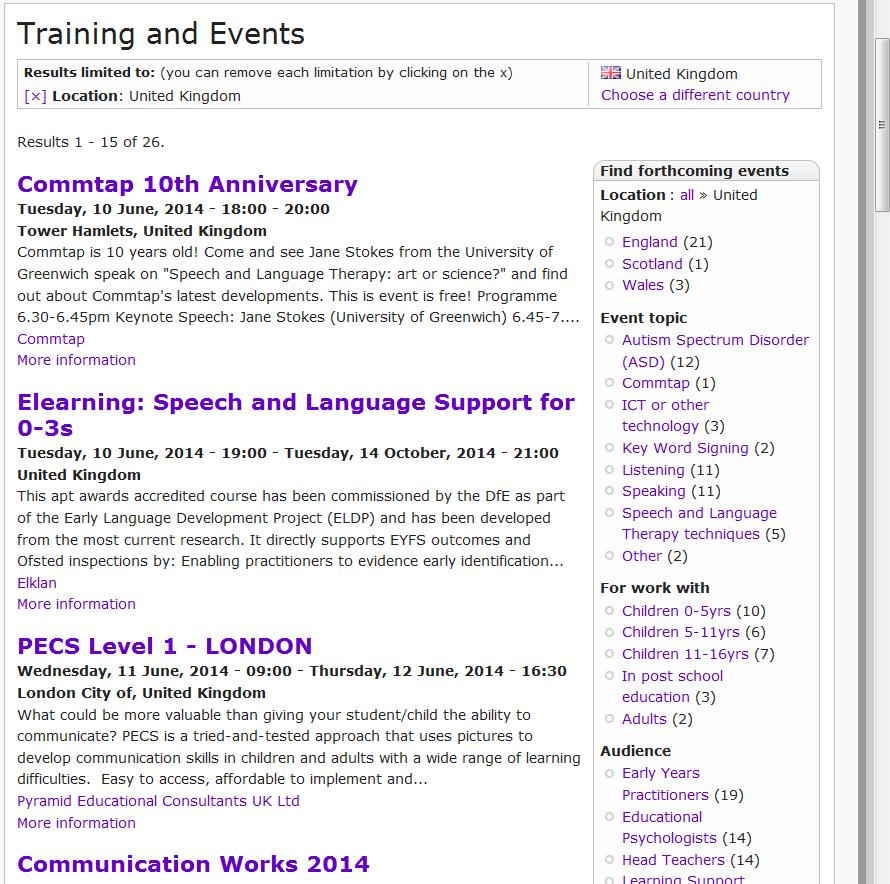 Training and Events
Results limited to: (you can remove each limitation by clicking on the x)
[×] Location: United Kingdom
United Kingdom
Choose a different country
Results 1 - 15 of 26.
Commtap 10th Anniversary
Tuesday, 10 June, 2014 - 18:00 - 20:00
Tower Hamlets, United Kingdom
Commtap is 10 years old! Come and see Jane Stokes from the University of
Greenwich speak on "Speech and Language Therapy: art or science?" and find
out about Commtap's latest developments. This is event is free! Programme
6.30-6.45pm Keynote Speech: Jane Stokes (University of Greenwich) 6.45-7....
Commtap
More information
Elearning: Speech and Language Support for
0-3s
Tuesday, 10 June, 2014 - 19:00 - Tuesday, 14 October, 2014 - 21:00
United Kingdom
This apt awards accredited course has been commissioned by the DfE as part
of the Early Language Development Project (ELDP) and has been developed
from the most current research. It directly supports EYFS outcomes and
Ofsted inspections by: Enabling practitioners to evidence early identification...
Elklan
More information
PECS Level 1 - LONDON
Wednesday, 11 June, 2014 - 09:00 - Thursday, 12 June, 2014 - 16:30
London City of, United Kingdom
What could be more valuable than giving your student/child the ability to
communicate? PECS is a tried-and-tested approach that uses pictures to
develop communication skills in children and adults with a wide range of learning
difficulties.  Easy to access, affordable to implement and...
Pyramid Educational Consultants UK Ltd
More information
Communication Works 2014
Find forthcoming events
Location : all » United
Kingdom
England (21)
Scotland (1)
Wales (3)
Event topic
Autism Spectrum Disorder
(ASD) (12)
Commtap (1)
ICT or other
technology (3)
Key Word Signing (2)
Listening (11)
Speaking (11)
Speech and Language
Therapy techniques (5)
Other (2)
For work with
Children 0-5yrs (10)
Children 5-11yrs (6)
Children 11-16yrs (7)
In post school
education (3)
Adults (2)
Audience
Early Years
Practitioners (19)
Educational
Psychologists (14)
Head Teachers (14)
Learning Support